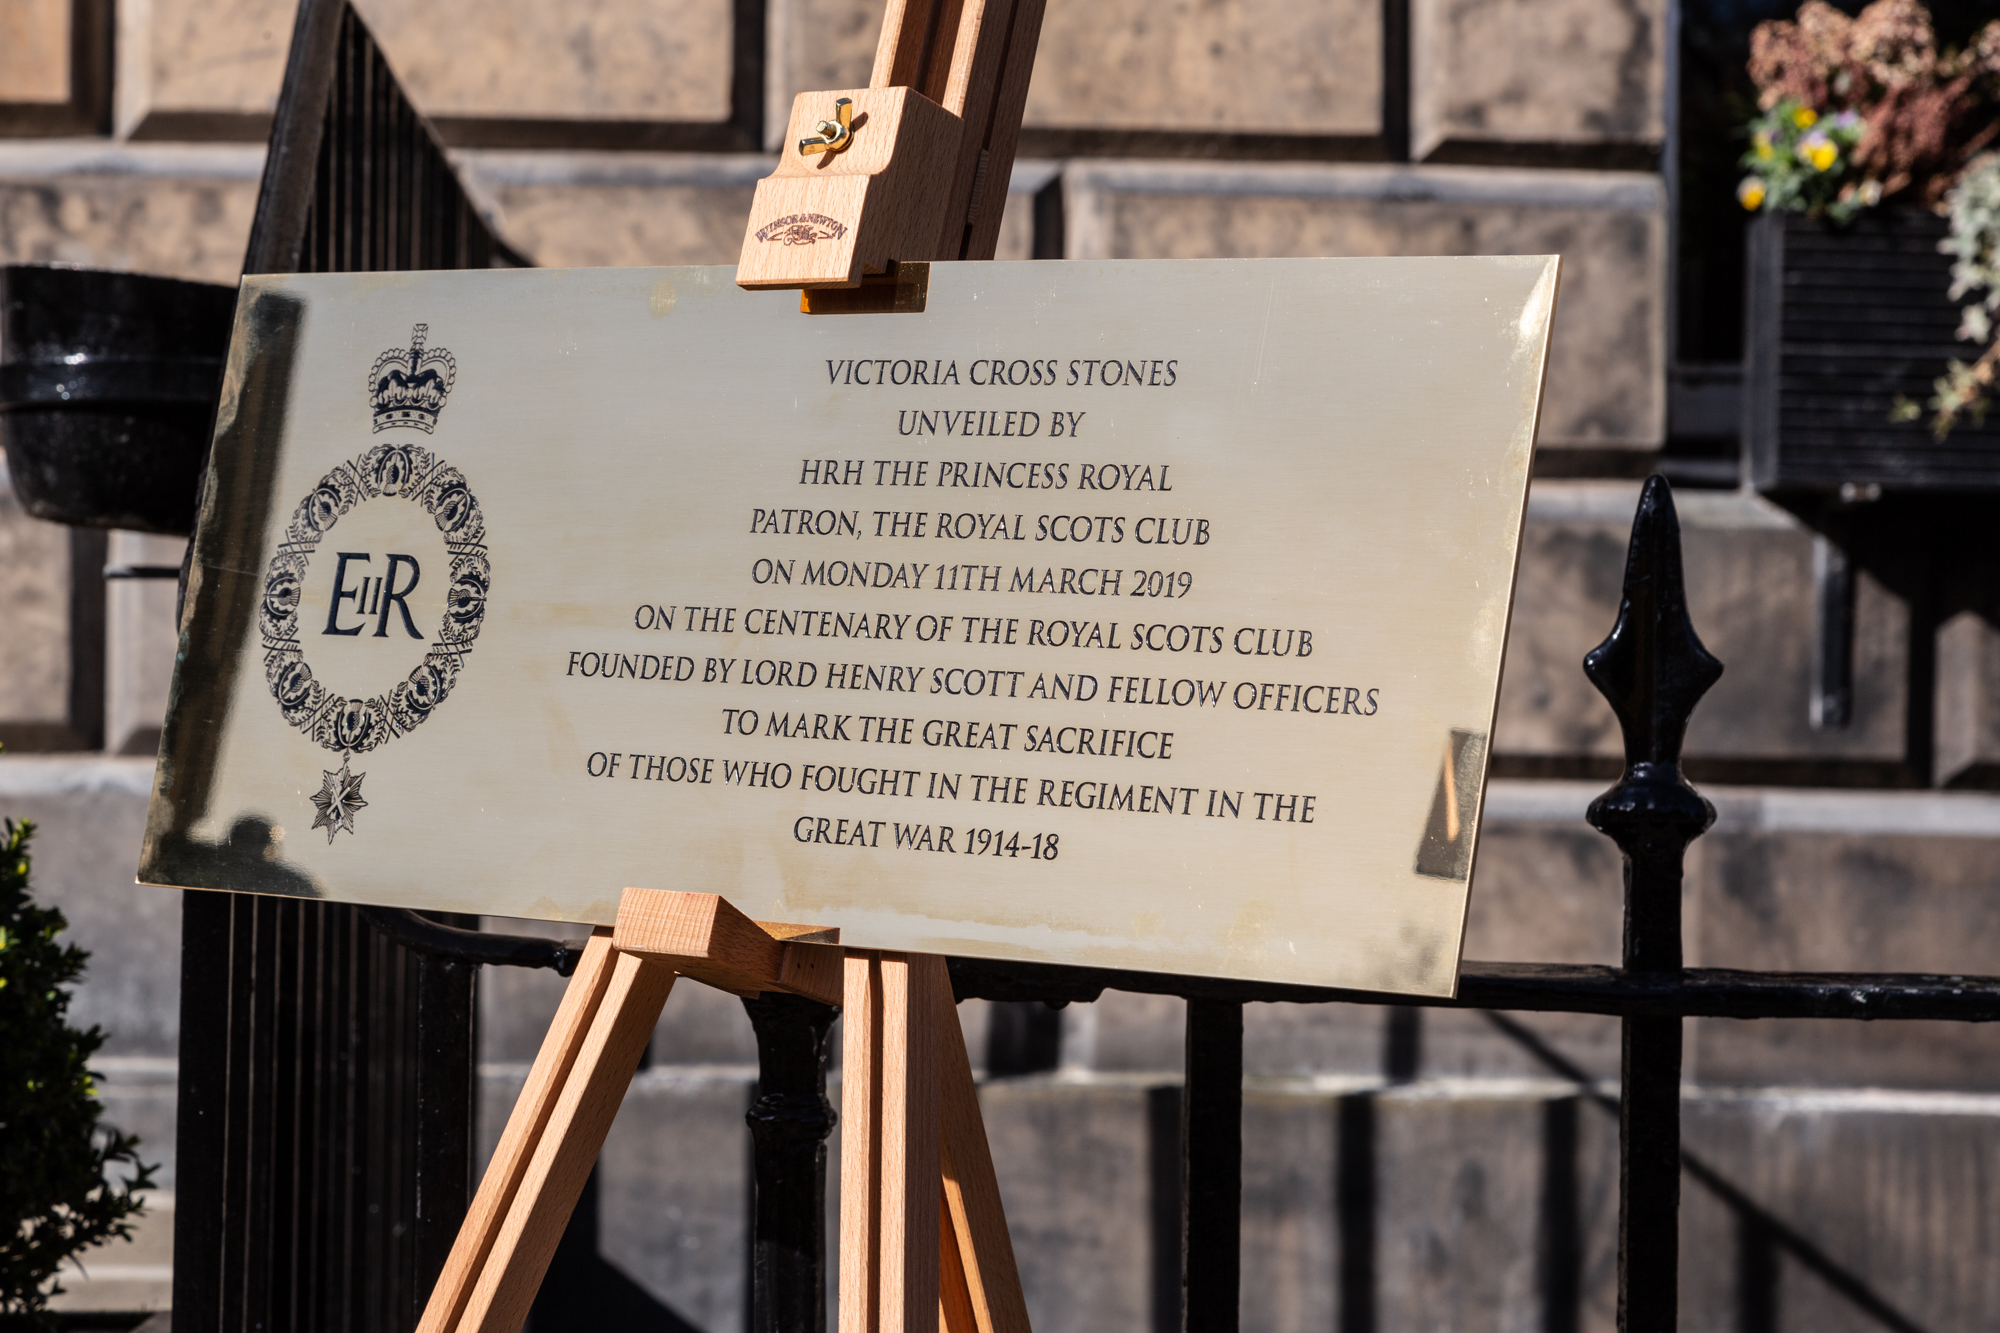 WINSOR & NEWTON
VICTORIA CROSS STONES
UNVEILED BY
HRH THE PRINCESS ROYAL
PATRON, THE ROYAL SCOTS CLUB
ON MONDAY 11TH MARCH 2019
ON THE CENTENARY OF THE ROYAL SCOTS CLUB
FOUNDED BY LORD HENRY SCOTT AND FELLOW OFFICERS
TO MARK THE GREAT SACRIFICE
OF THOSE WHO FOUGHT IN THE REGIMENT IN THE
GREAT WAR 1914-18
EIIR